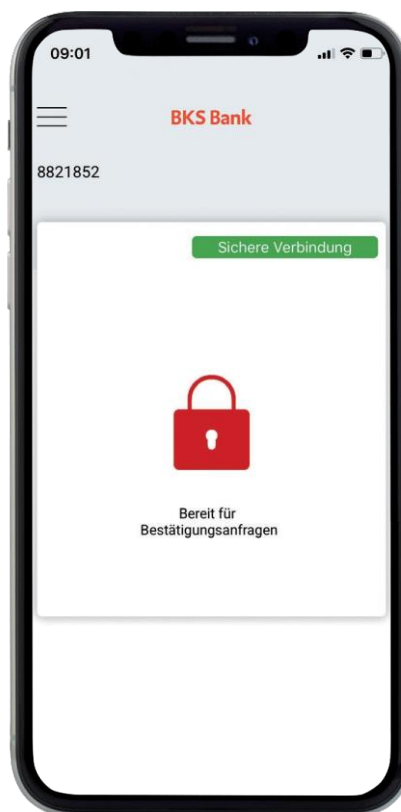 09:01
BKS Bank
8821852
Sichere Verbindung
Bereit für
Bestätigungsanfragen